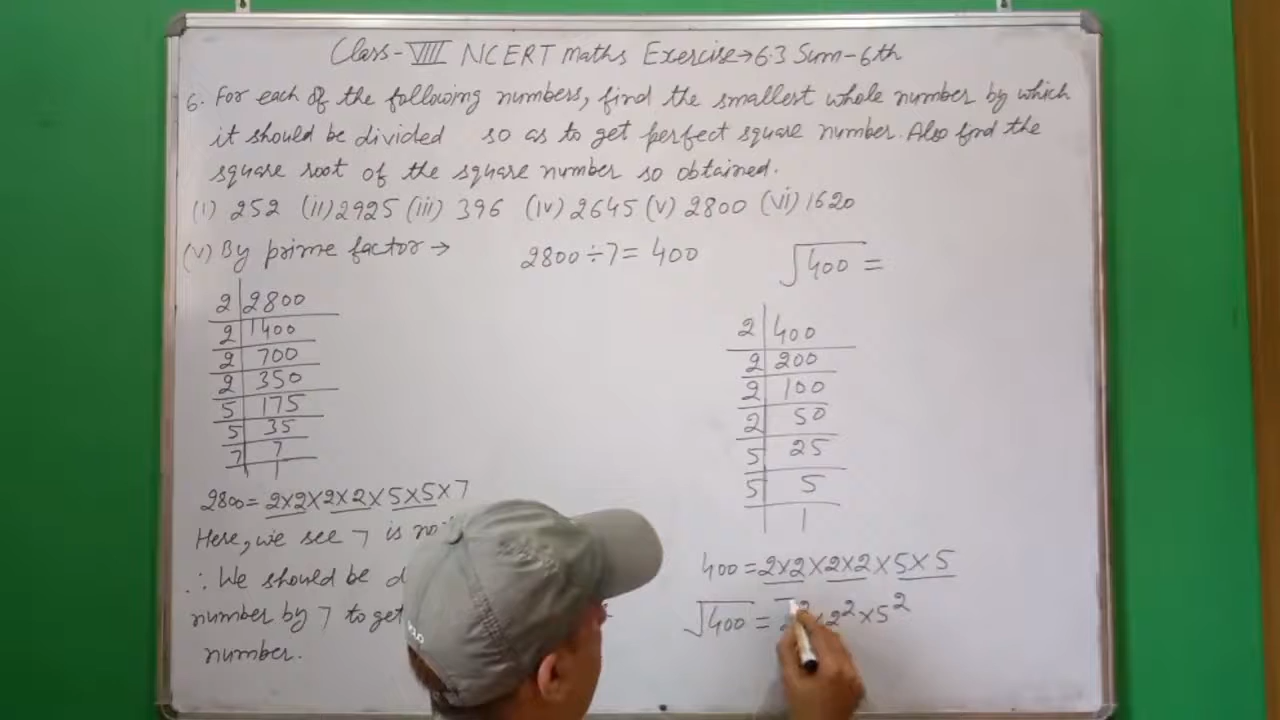 Class-VIII NCERT Maths Exercise→6.3 Sum-6th
6. For each of the following numbers, find the smallest whole number by which
it should be divided so as to get perfect square number. Also find the
square root of the square number so obtained.
(i) 252 (ii) 2925 (iii) 396 (iv) 2645 (v) 2800 (vi) 1620
(v) By prime factor →
2 | 2800
2 | 1400
2 | 700
2 | 350
5 | 175
5 | 35
7 | 7
1
2800 = 2×2×2×2×5×5×7
Here, we see 7 is
∴ We should be
number by 7 to get
number.
2800÷7 = 400
√400 =
2 | 400
2 | 200
2 | 100
2 | 50
5 | 25
5 | 5
1
400 = 2×2×2×2×5×5
√400 = 2²×2²×5²